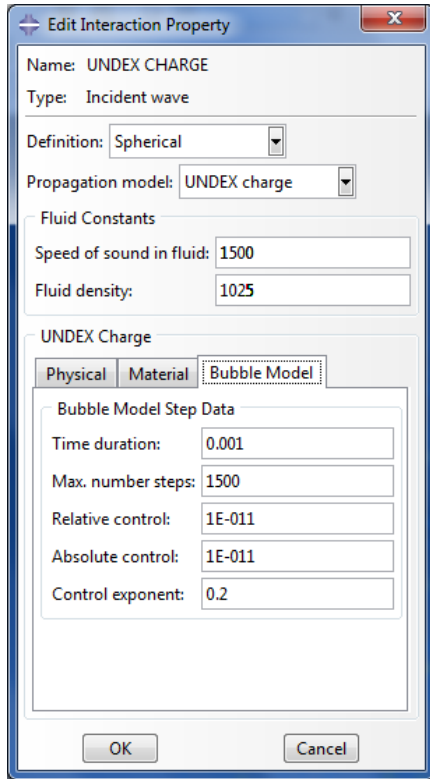 Edit Interaction Property
Name: UNDEX CHARGE
Type: Incident wave
Definition: Spherical
Propagation model: UNDEX charge
Fluid Constants
Speed of sound in fluid: 1500
Fluid density: 1025
UNDEX Charge
Physical Material Bubble Model
Bubble Model Step Data
Time duration: 0.001
Max. number steps: 1500
Relative control: 1E-011
Absolute control: 1E-011
Control exponent: 0.2
OK Cancel